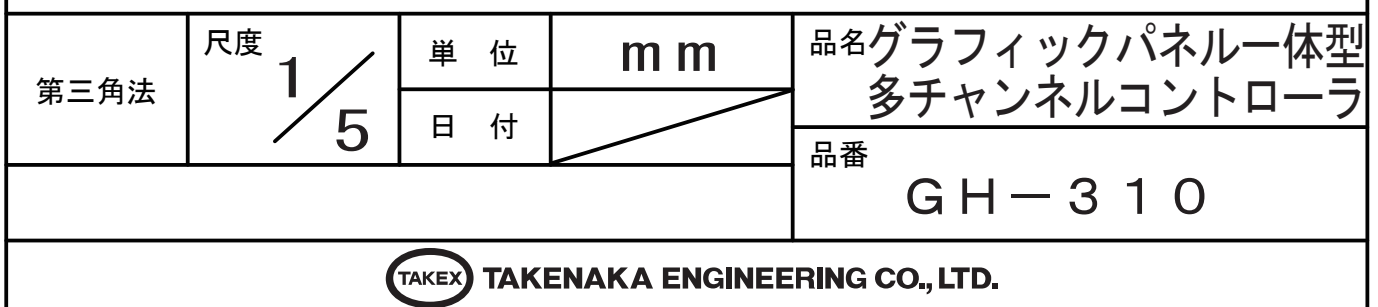 第三角法
尺度 1/5
単 位
mm
日 付
品名 グラフィックパネル一体型
多チャンネルコントローラ
品番
GH-310
TAKEX TAKENAKA ENGINEERING CO., LTD.